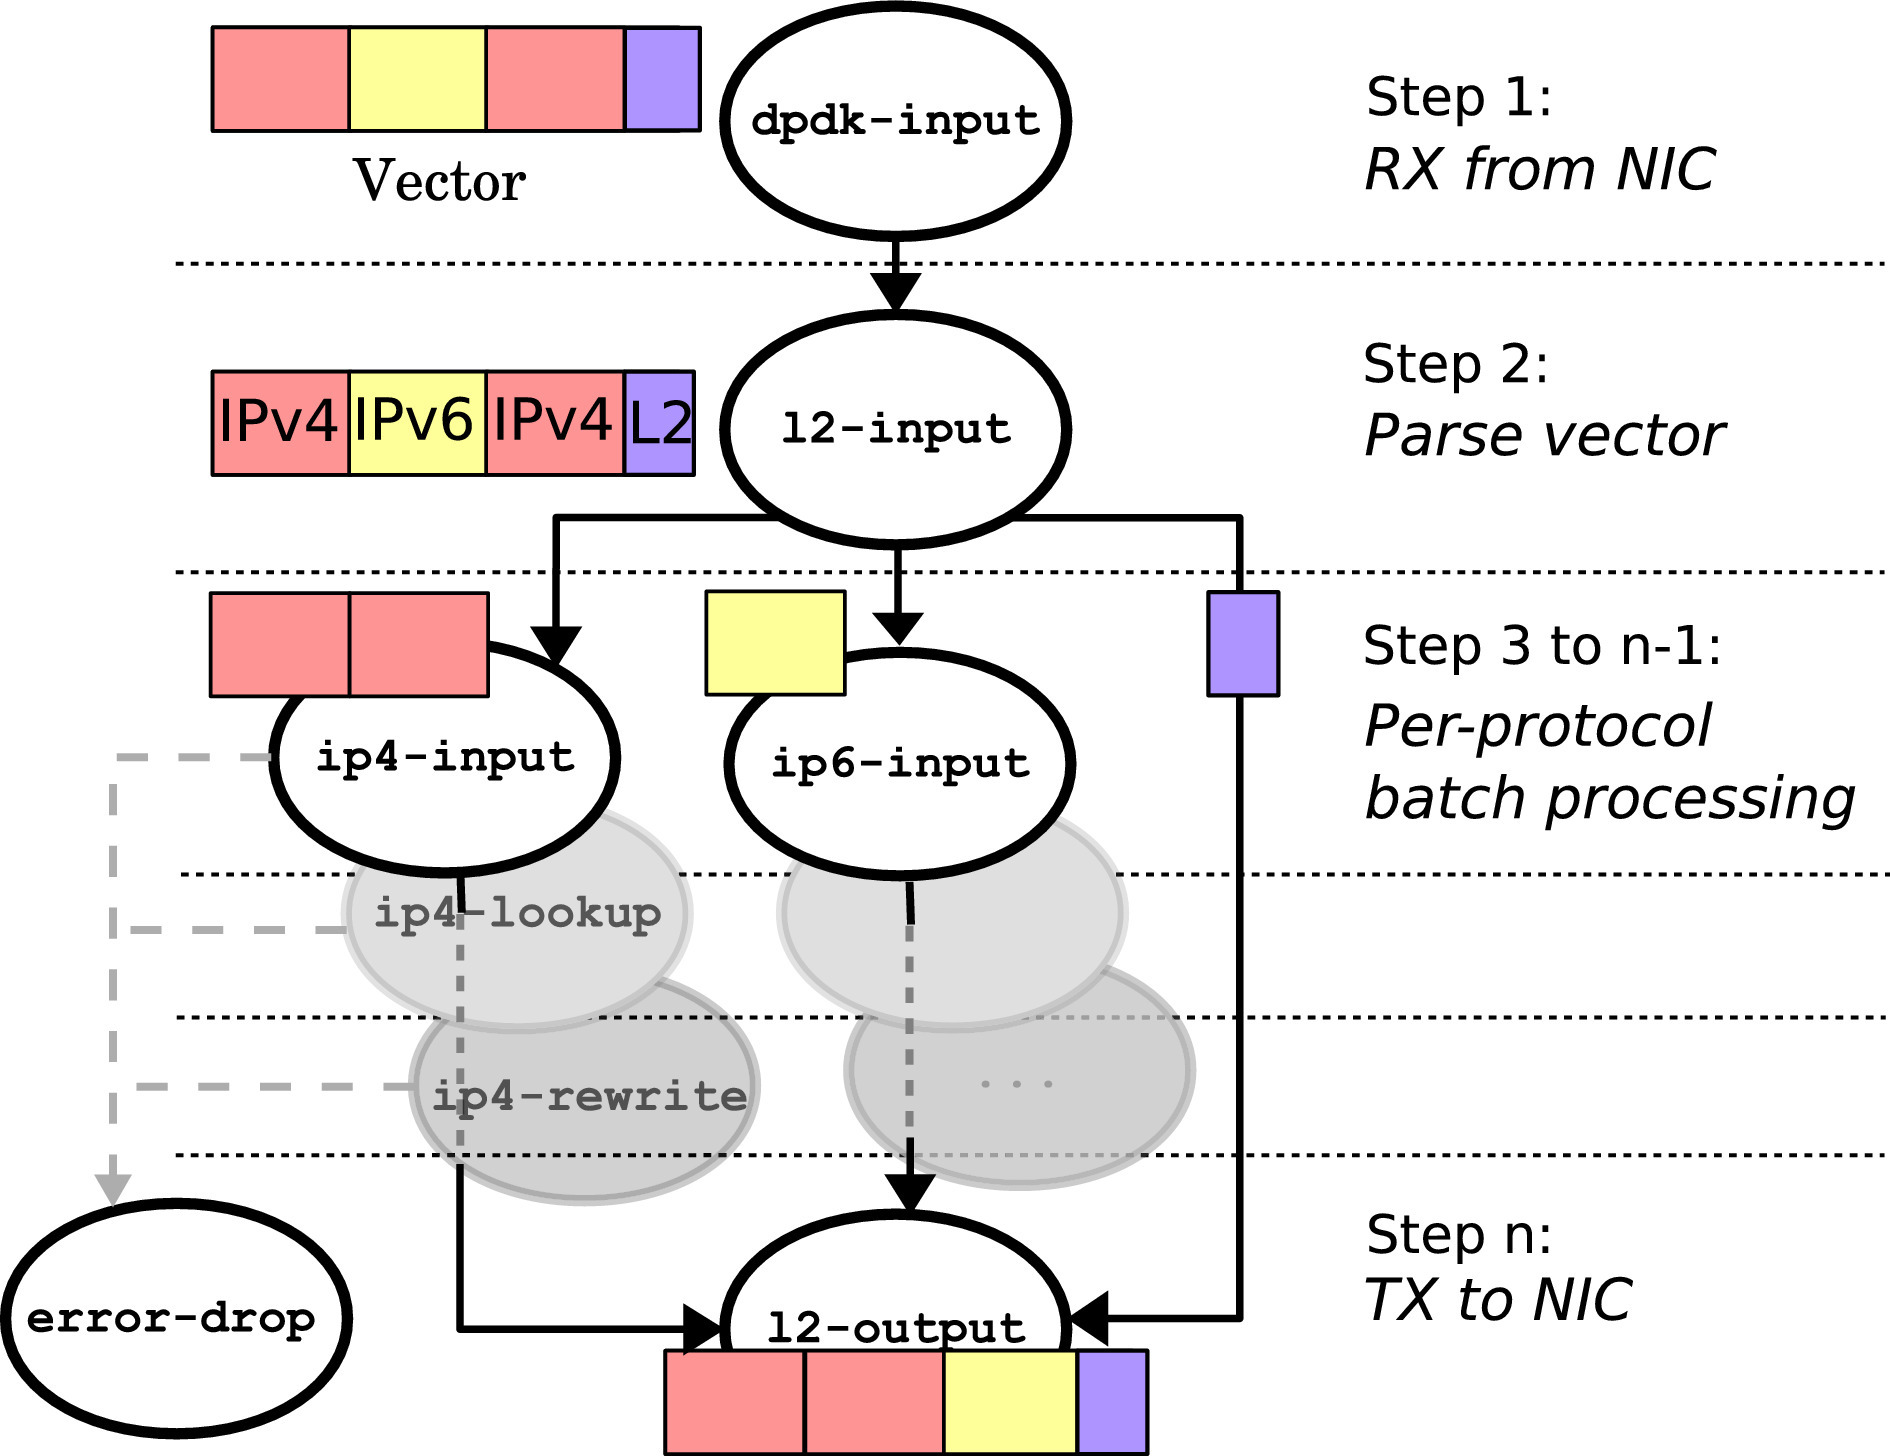 dpdk-input
Step 1:
RX from NIC
Vector
Step 2:
Parse vector
IPv4 IPv6 IPv4 L2
l2-input
Step 3 to n-1:
Per-protocol
batch processing
ip4-input
ip6-input
ip4-lookup
ip4-rewrite
. . .
Step n:
TX to NIC
error-drop
l2-output